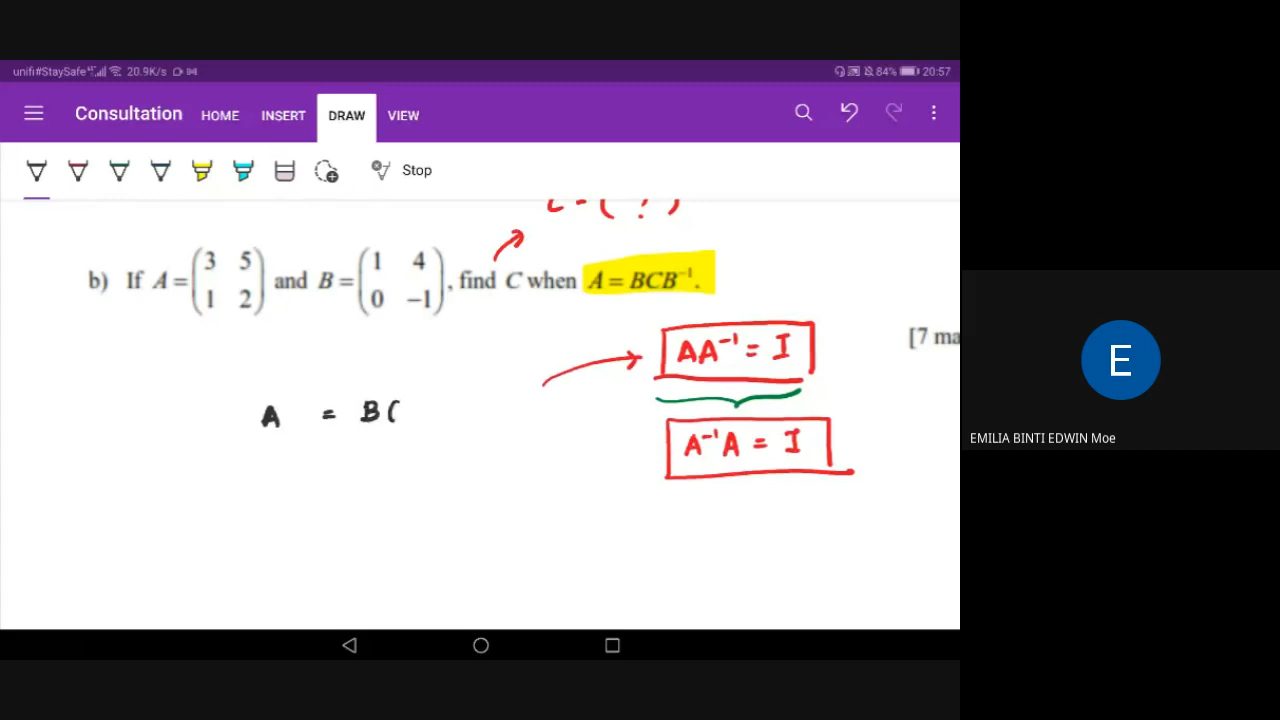 unifi#StaySafe 4G 20.9K/s 84% 20:57
Consultation HOME INSERT DRAW VIEW
Stop
C = ( ? )
b) If A = (3 5 1 2) and B = (1 4 0 −1), find C when A = BCB⁻¹.
[7 ma
AA⁻¹ = I
A = B(
A⁻¹A = I
E
EMILIA BINTI EDWIN Moe